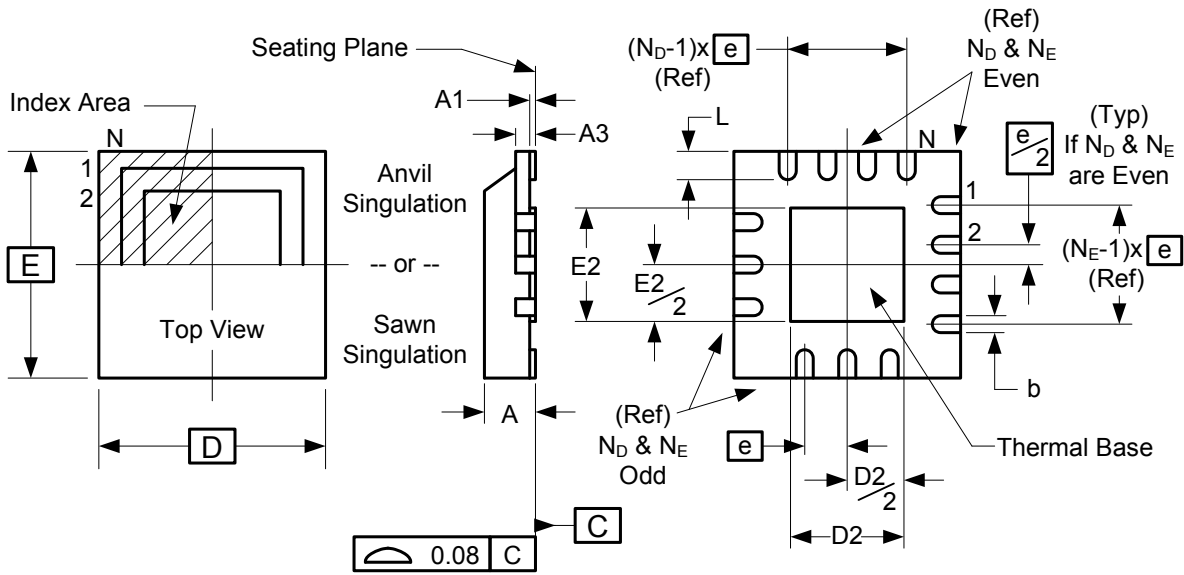 Seating Plane
Index Area
N
1
2
E
Top View
D
A1
A3
Anvil
Singulation
-- or --
Sawn
Singulation
A
0.08 C
C
(N_D-1)x e
(Ref)
(Ref)
N_D & N_E
Even
L
N
e/2
(Typ)
If N_D & N_E
are Even
1
2
(N_E-1)x e
(Ref)
E2
E2/2
b
(Ref)
N_D & N_E
Odd
e
Thermal Base
D2/2
D2